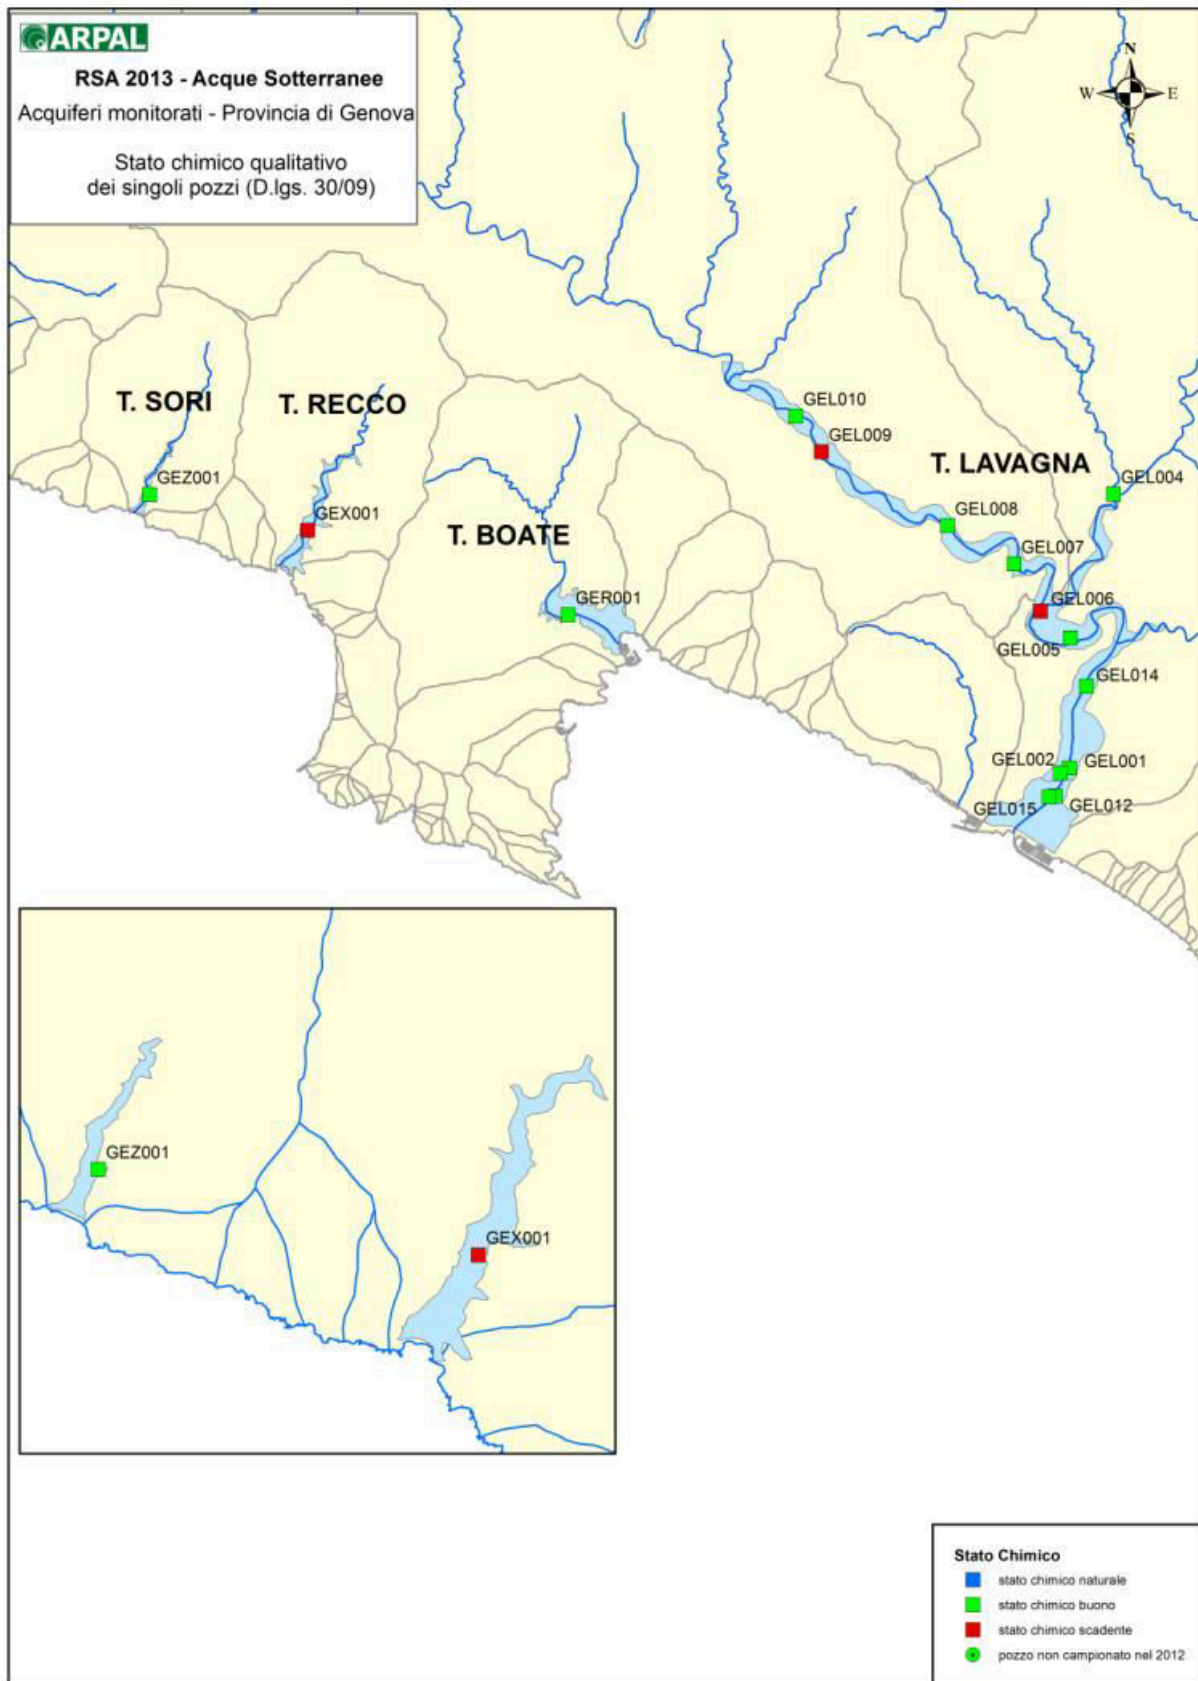 ARPAL
RSA 2013 - Acque Sotterranee
Acquiferi monitorati - Provincia di Genova
Stato chimico qualitativo
dei singoli pozzi (D.lgs. 30/09)
N
W E
S
T. SORI
T. RECCO
GEL010
GEL009
T. LAVAGNA
GEZ001
GEL004
GEX001
T. BOATE
GEL008
GEL007
GER001
GEL006
GEL005
GEL014
GEL002
GEL001
GEL015
GEL012
GEZ001
GEX001
Stato Chimico
stato chimico naturale
stato chimico buono
stato chimico scadente
pozzo non campionato nel 2012